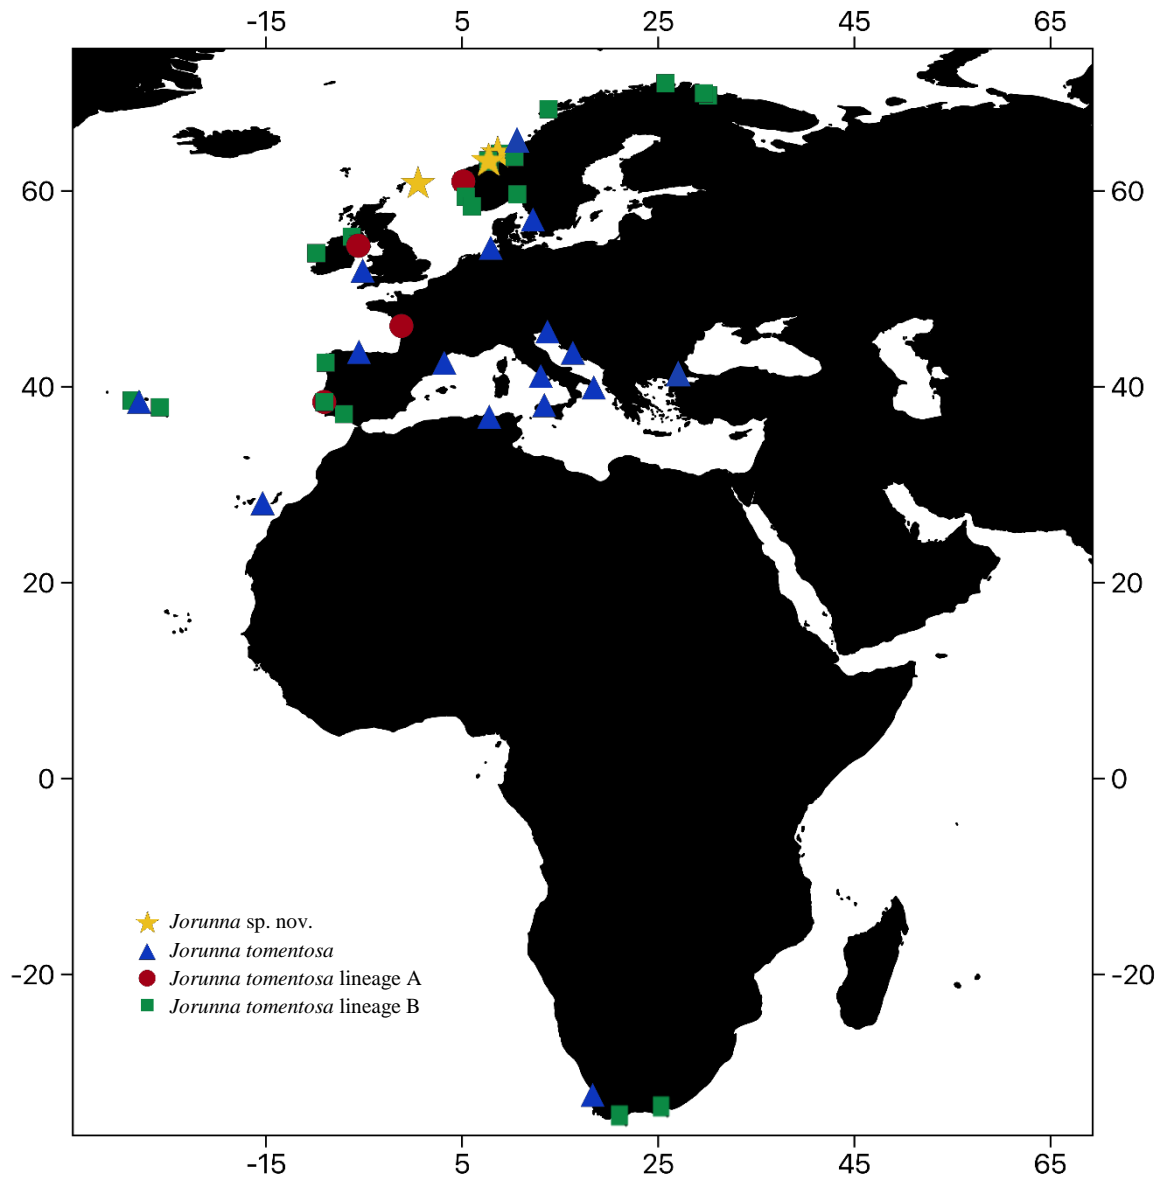 -15 5 25 45 65
60 60
40 40
20 20
0 0
Jorunna sp. nov.
Jorunna tomentosa
-20 -20
Jorunna tomentosa lineage A
Jorunna tomentosa lineage B
-15 5 25 45 65